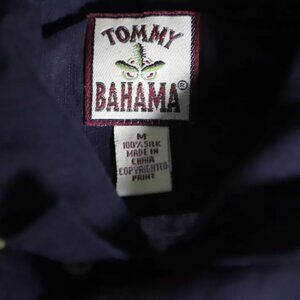 TOMMY
BAHAMA®
M
100% SILK
MADE IN
CHINA
COPYRIGHTED
PRINT